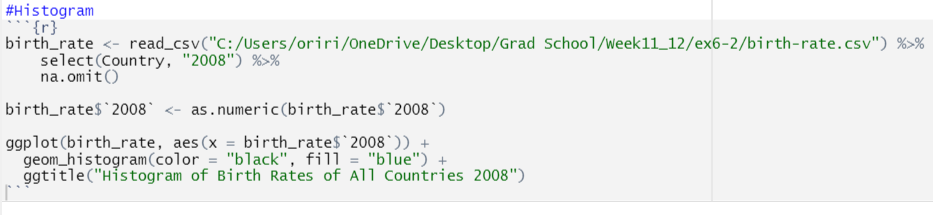 #Histogram
```{r}
birth_rate <- read_csv("C:/Users/oriri/OneDrive/Desktop/Grad School/Week11_12/ex6-2/birth-rate.csv") %>%
    select(Country, "2008") %>%
    na.omit()

birth_rate$`2008` <- as.numeric(birth_rate$`2008`)

ggplot(birth_rate, aes(x = birth_rate$`2008`)) +
  geom_histogram(color = "black", fill = "blue") +
  ggtitle("Histogram of Birth Rates of All Countries 2008")
```